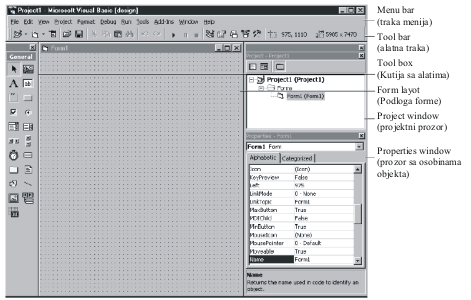 Project1 - Microsoft Visual Basic [design]
File Edit View Project Format Debug Run Tools Add-Ins Window Help
975, 1110 5905 x 7470
General
Form1
Project - Project1
Project1 (Project1)
Forms
Form1 (Form1)
Properties - Form1
Form1 Form
Alphabetic Categorized
Icon (Icon)
KeyPreview False
Left 975
LinkMode 0 - None
LinkTopic Form1
MaxButton True
MDIChild False
MinButton True
MouseIcon (None)
MousePointer 0 - Default
Moveable True
Name Form1
Name
Returns the name used in code to identify an
object.
Menu bar
(traka menija)
Tool bar
(alatna traka)
Tool box
(Kutija sa alatima)
Form layot
(Podloga forme)
Project window
(projektni prozor)
Properties window
(prozor sa osobinama
objekta)